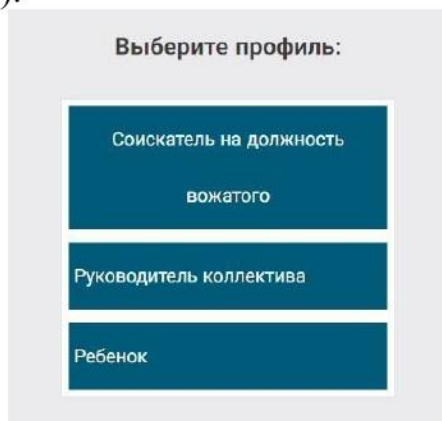 ).
Выберите профиль:
Соискатель на должность
вожатого
Руководитель коллектива
Ребенок